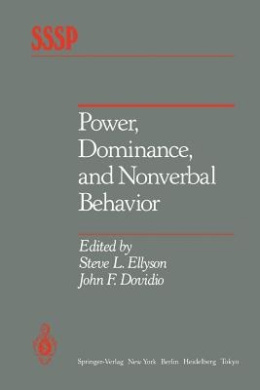 SSSP
Power,
Dominance,
and Nonverbal
Behavior
Edited by
Steve L. Ellyson
John F. Dovidio
Springer-Verlag New York Berlin Heidelberg Tokyo